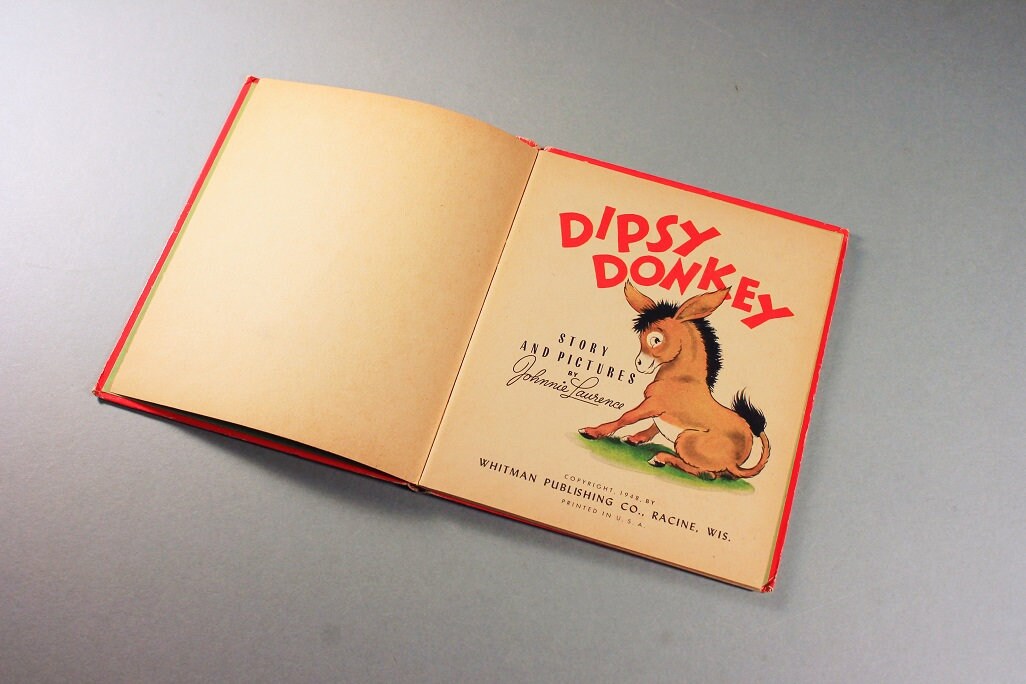 DIPSY
DONKEY
STORY
AND PICTURES
BY
Johnnie Laurence
COPYRIGHT, 1948, BY
WHITMAN PUBLISHING CO., RACINE, WIS.
PRINTED IN U. S. A.